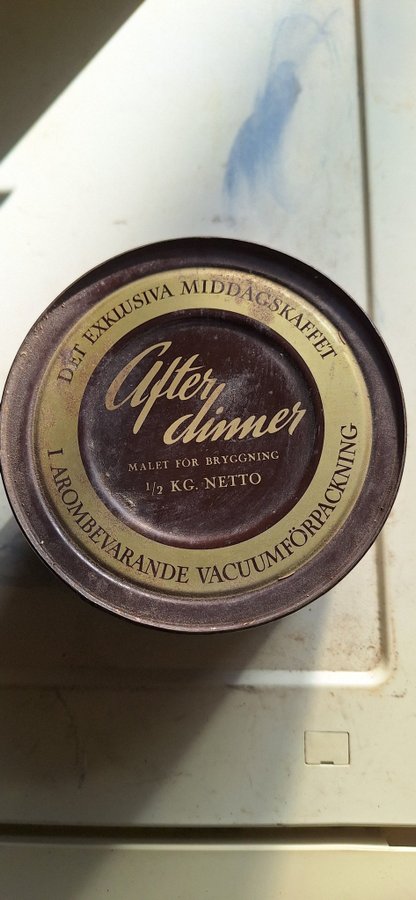 DET EXKLUSIVA MIDDAGSKAFFET
After
dinner
MALET FÖR BRYGGNING
1/2 KG. NETTO
I AROMBEVARANDE VACUUMFÖRPACKNING